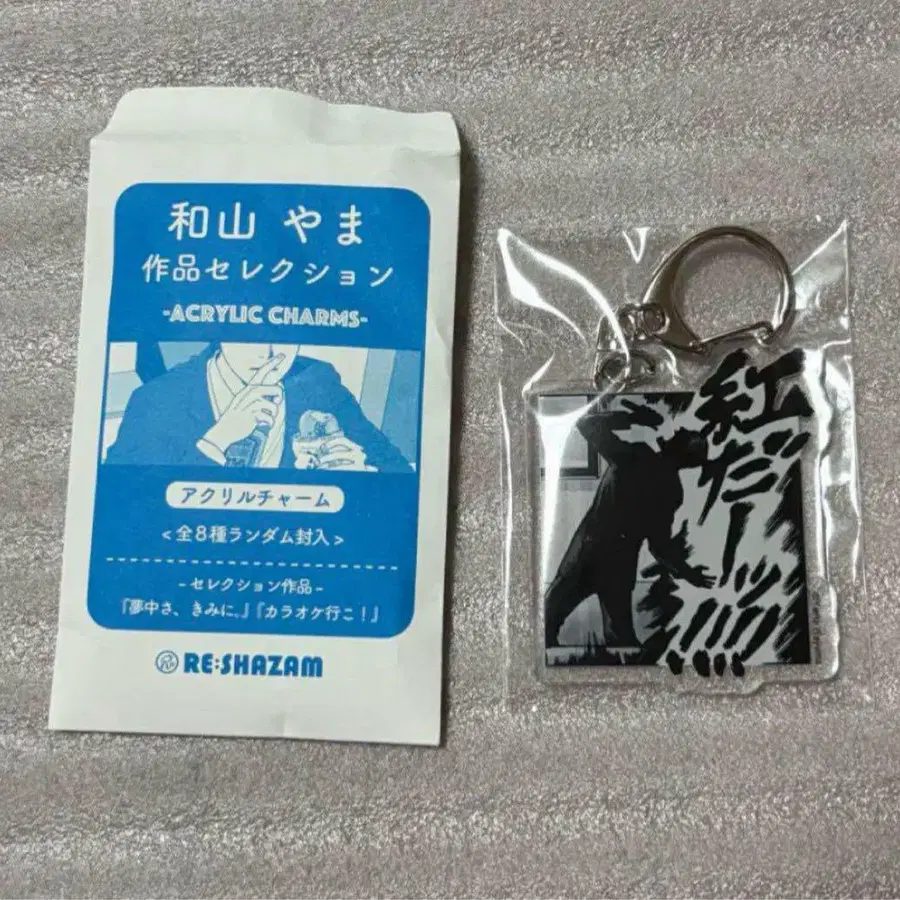 和山 やま
作品セレクション
-ACRYLIC CHARMS-
アクリルチャーム
<全8種ランダム封入>
-セレクション作品-
『夢中さ、きみに。』『カラオケ行こ!』
RE:SHAZAM
紅だーッ!!!!